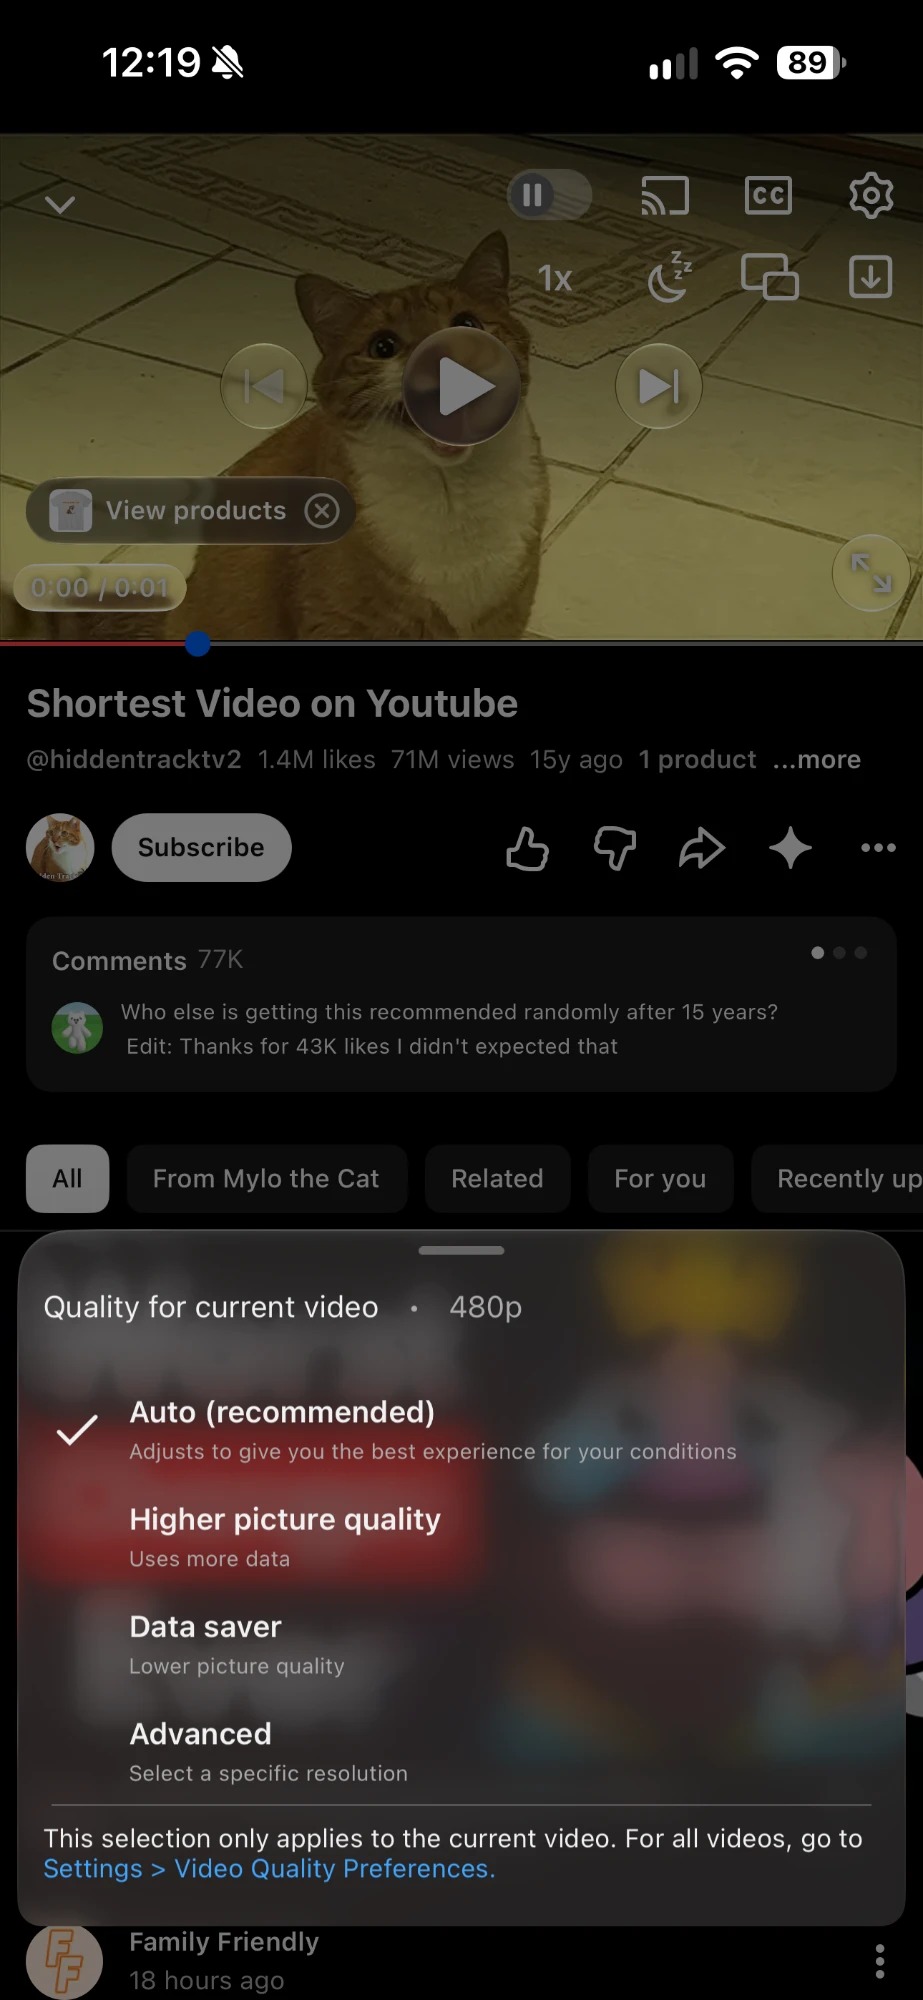 12:19
89
CC
1x
zzz
View products
0:00 / 0:01
Shortest Video on Youtube
@hiddentracktv2 1.4M likes 71M views 15y ago 1 product ...more
Subscribe
Comments 77K
Who else is getting this recommended randomly after 15 years?
Edit: Thanks for 43K likes I didn't expected that
All From Mylo the Cat Related For you Recently up
Quality for current video • 480p
Auto (recommended)
Adjusts to give you the best experience for your conditions
Higher picture quality
Uses more data
Data saver
Lower picture quality
Advanced
Select a specific resolution
This selection only applies to the current video. For all videos, go to
Settings > Video Quality Preferences.
FF
Family Friendly
18 hours ago